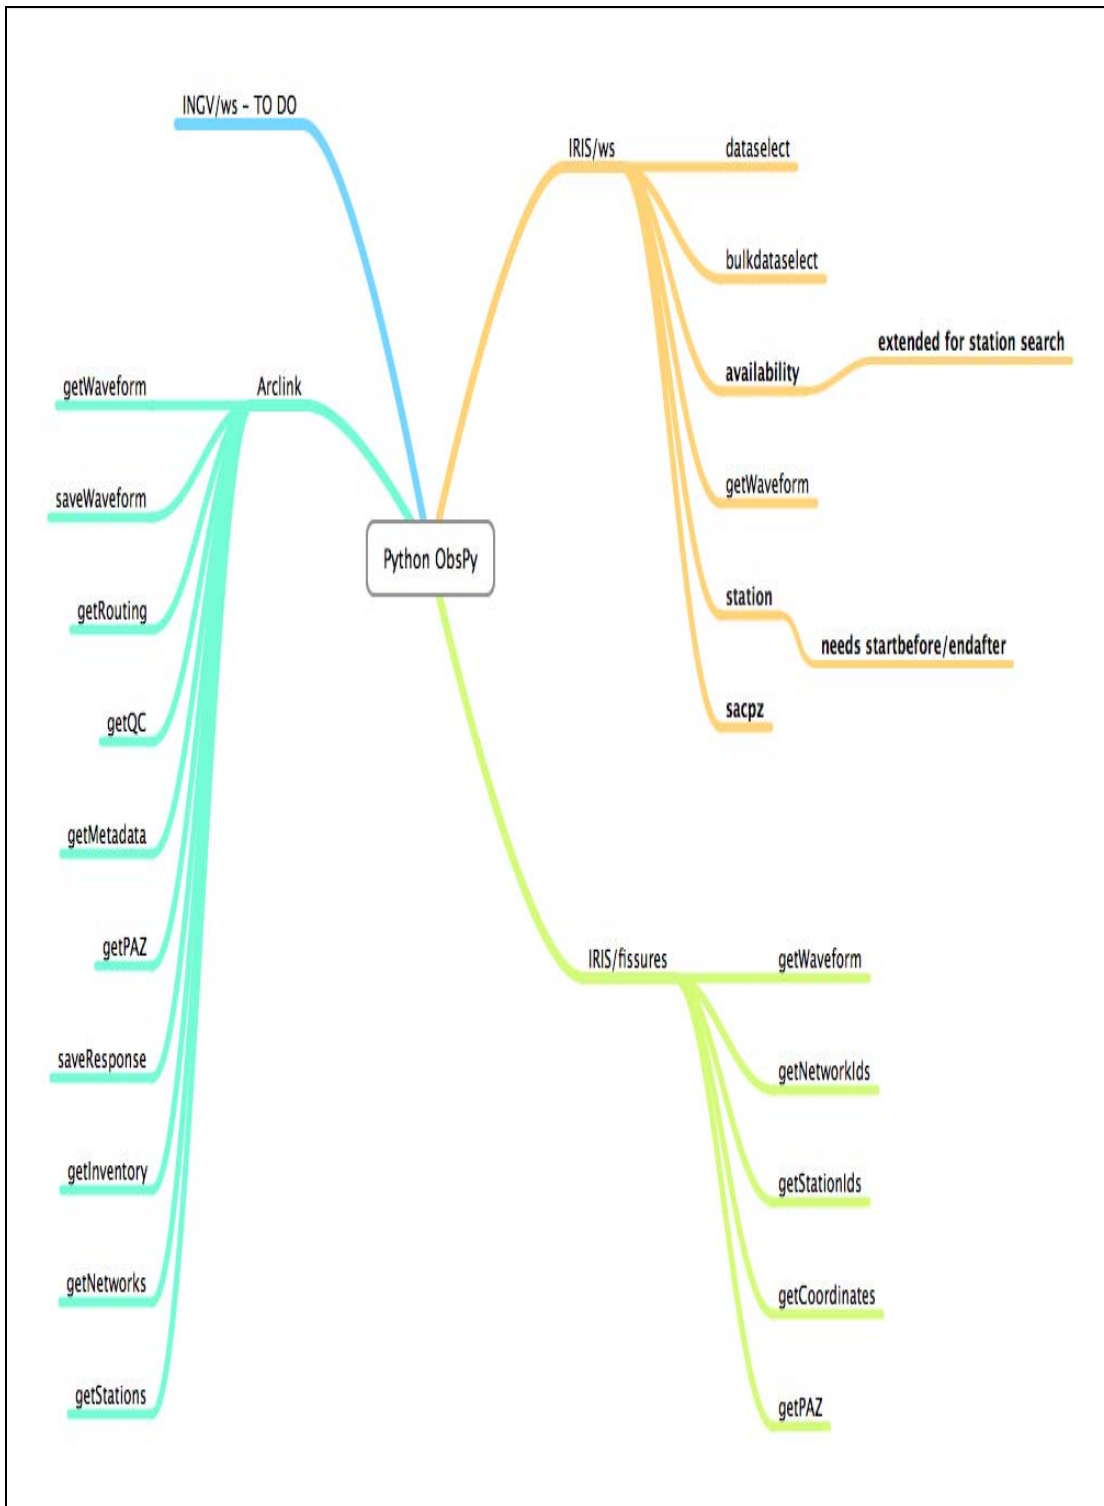 INGV/ws - TO DO
IRIS/ws
dataselect
bulkdataselect
availability
extended for station search
getWaveform
station
needs startbefore/endafter
sacpz
Arclink
getWaveform
saveWaveform
getRouting
getQC
getMetadata
getPAZ
saveResponse
getInventory
getNetworks
getStations
Python ObsPy
IRIS/fissures
getWaveform
getNetworkIds
getStationIds
getCoordinates
getPAZ